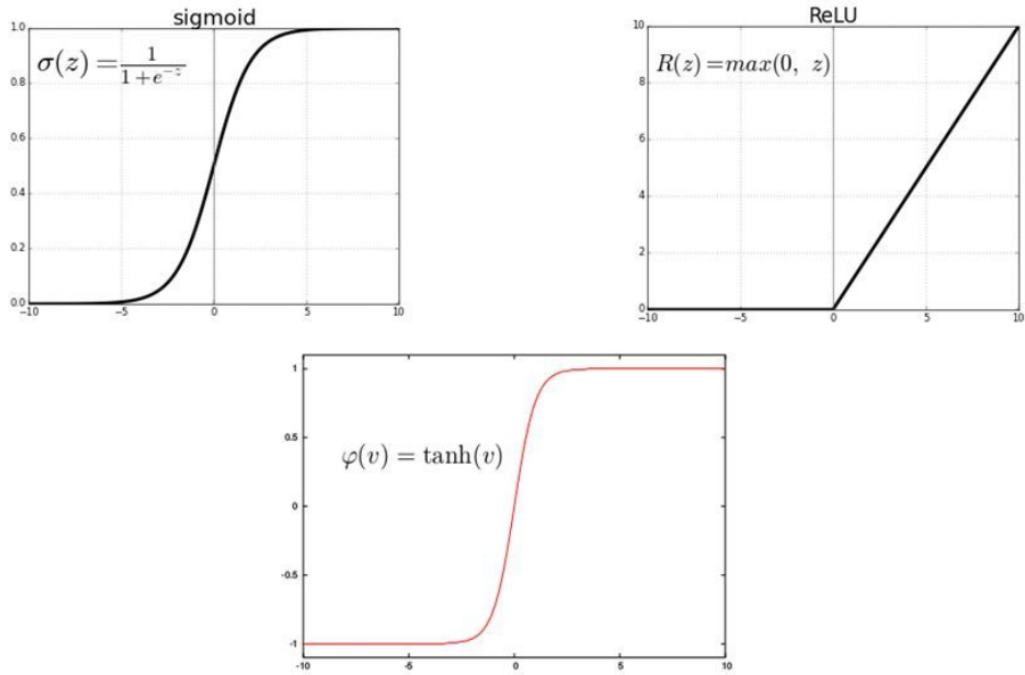 sigmoid
σ(z) = 1/(1+e^{-z})
1.0
0.8
0.6
0.4
0.2
0.0
−10 −5 0 5 10
ReLU
R(z) = max(0, z)
10
8
6
4
2
0
−10 −5 0 5 10
φ(v) = tanh(v)
1
0.5
0
-0.5
-1
-10 -5 0 5 10